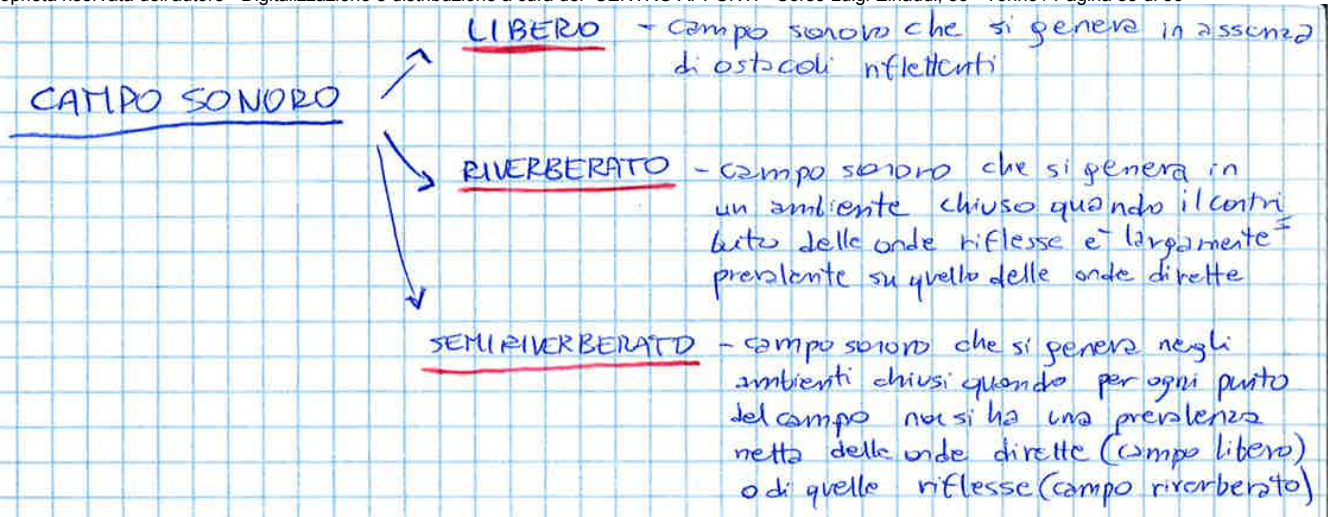 LIBERO - campo sonoro che si genera in assenza
di ostacoli riflettenti
CAMPO SONORO
RIVERBERATO - campo sonoro che si genera in
un ambiente chiuso quando il contri
buto delle onde riflesse è largamente
prevalente su quello delle onde dirette
SEMIRIVERBERATO - campo sonoro che si genera negli
ambienti chiusi quando per ogni punto
del campo non si ha una prevalenza
netta delle onde dirette (campo libero)
o di quelle riflesse (campo riverberato)